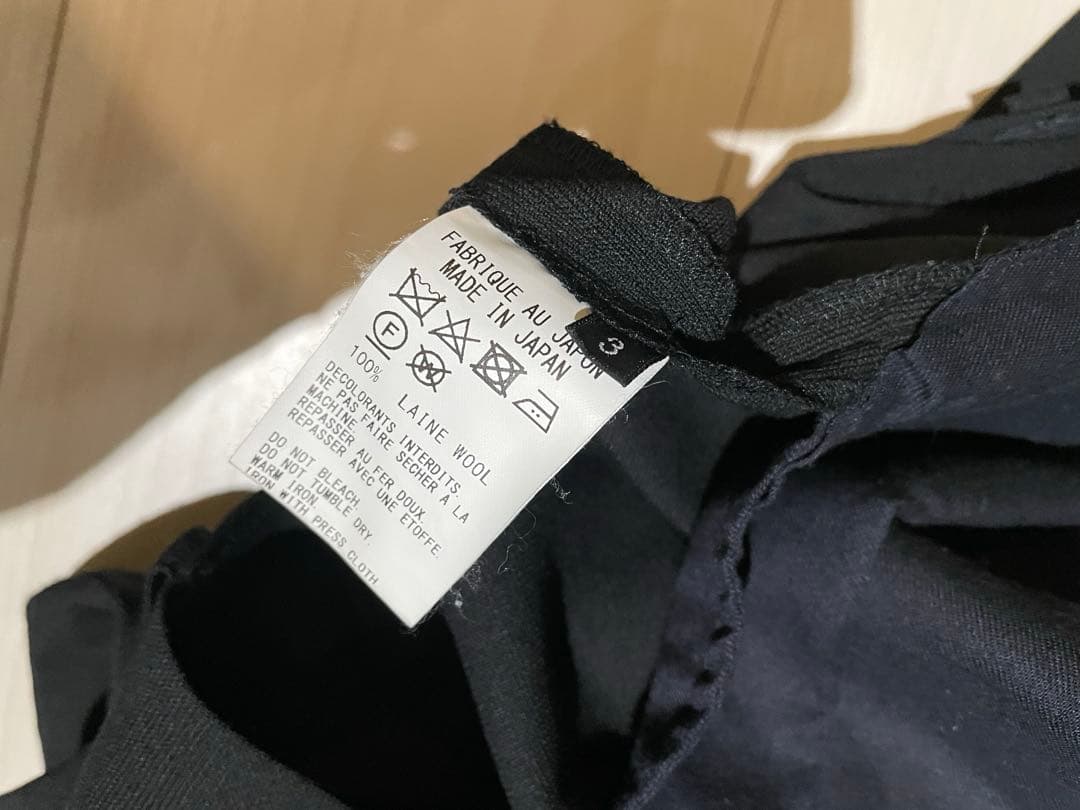 FABRIQUE AU JAPON
MADE IN JAPAN
3
F
W
100% LAINE WOOL
DECOLORANTS INTERDITS.
NE PAS FAIRE SECHER A LA
MACHINE.
REPASSER AU FER DOUX.
REPASSER AVEC UNE ETOFFE
DO NOT BLEACH.
DO NOT TUMBLE DRY.
WARM IRON
IRON WITH PRESS CLOTH